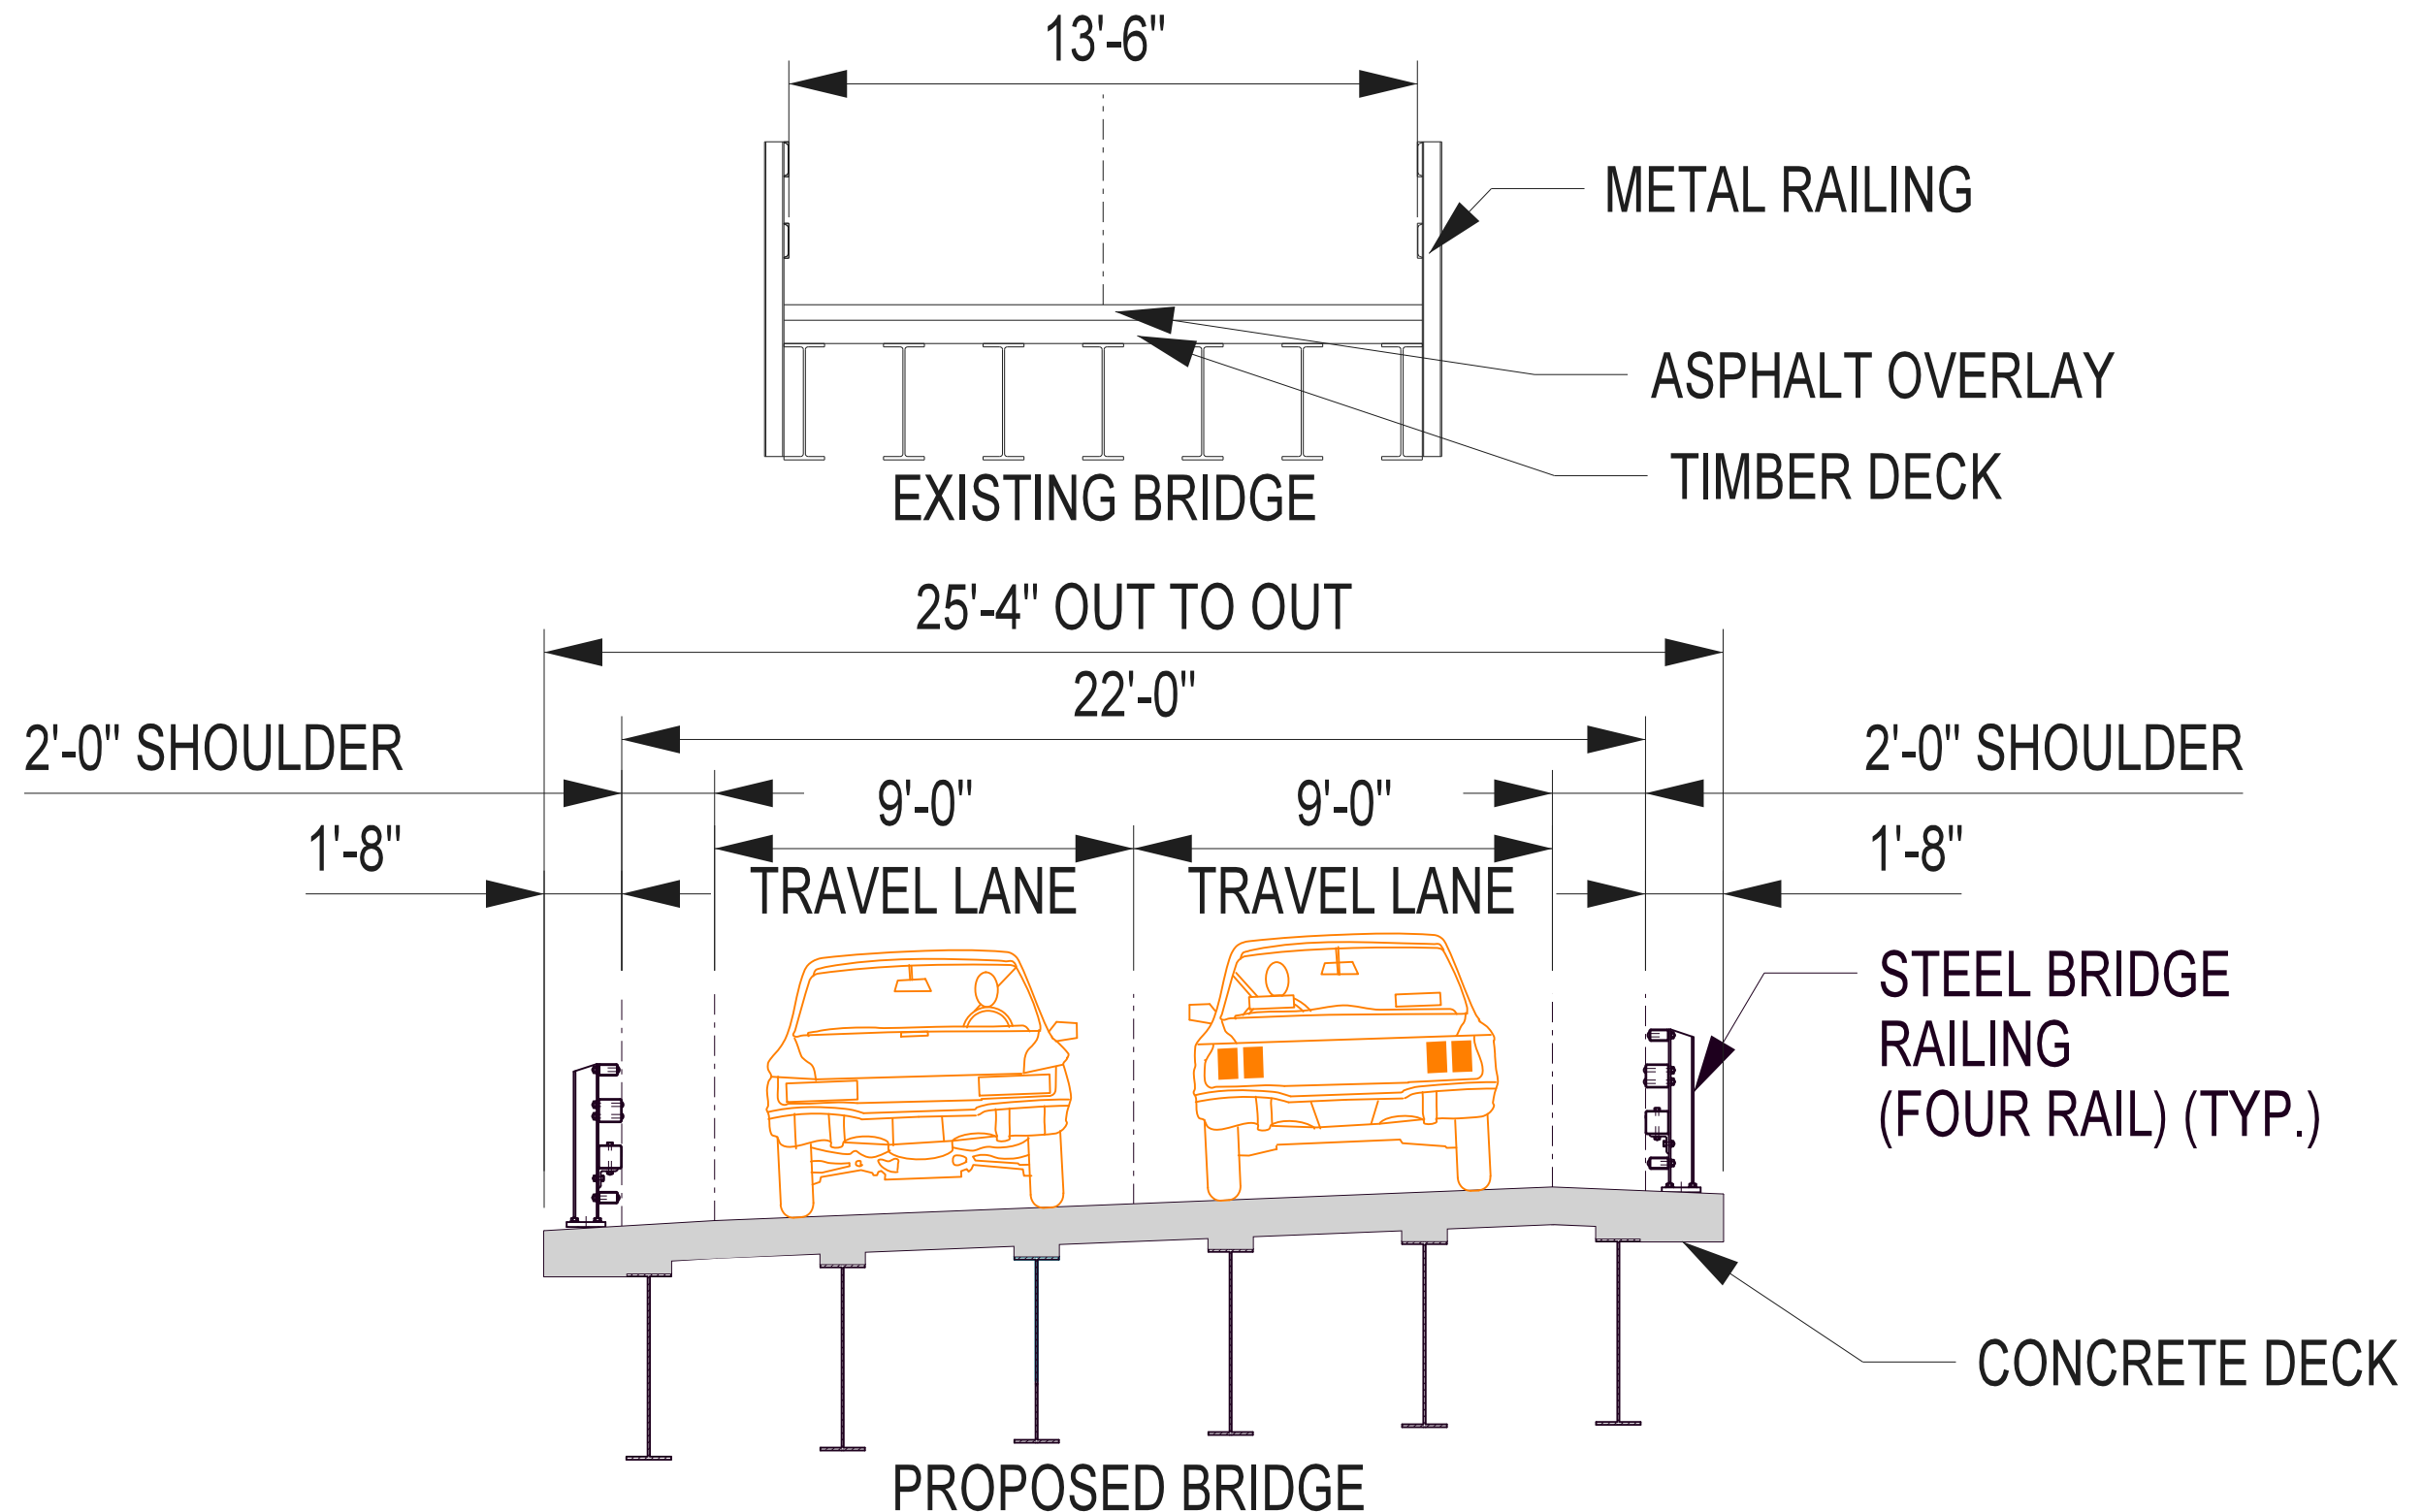 13'-6"
METAL RAILING
ASPHALT OVERLAY
TIMBER DECK
EXISTING BRIDGE
25'-4" OUT TO OUT
22'-0"
2'-0" SHOULDER
2'-0" SHOULDER
9'-0"
9'-0"
1'-8"
1'-8"
TRAVEL LANE
TRAVEL LANE
STEEL BRIDGE
RAILING
(FOUR RAIL) (TYP.)
CONCRETE DECK
PROPOSED BRIDGE